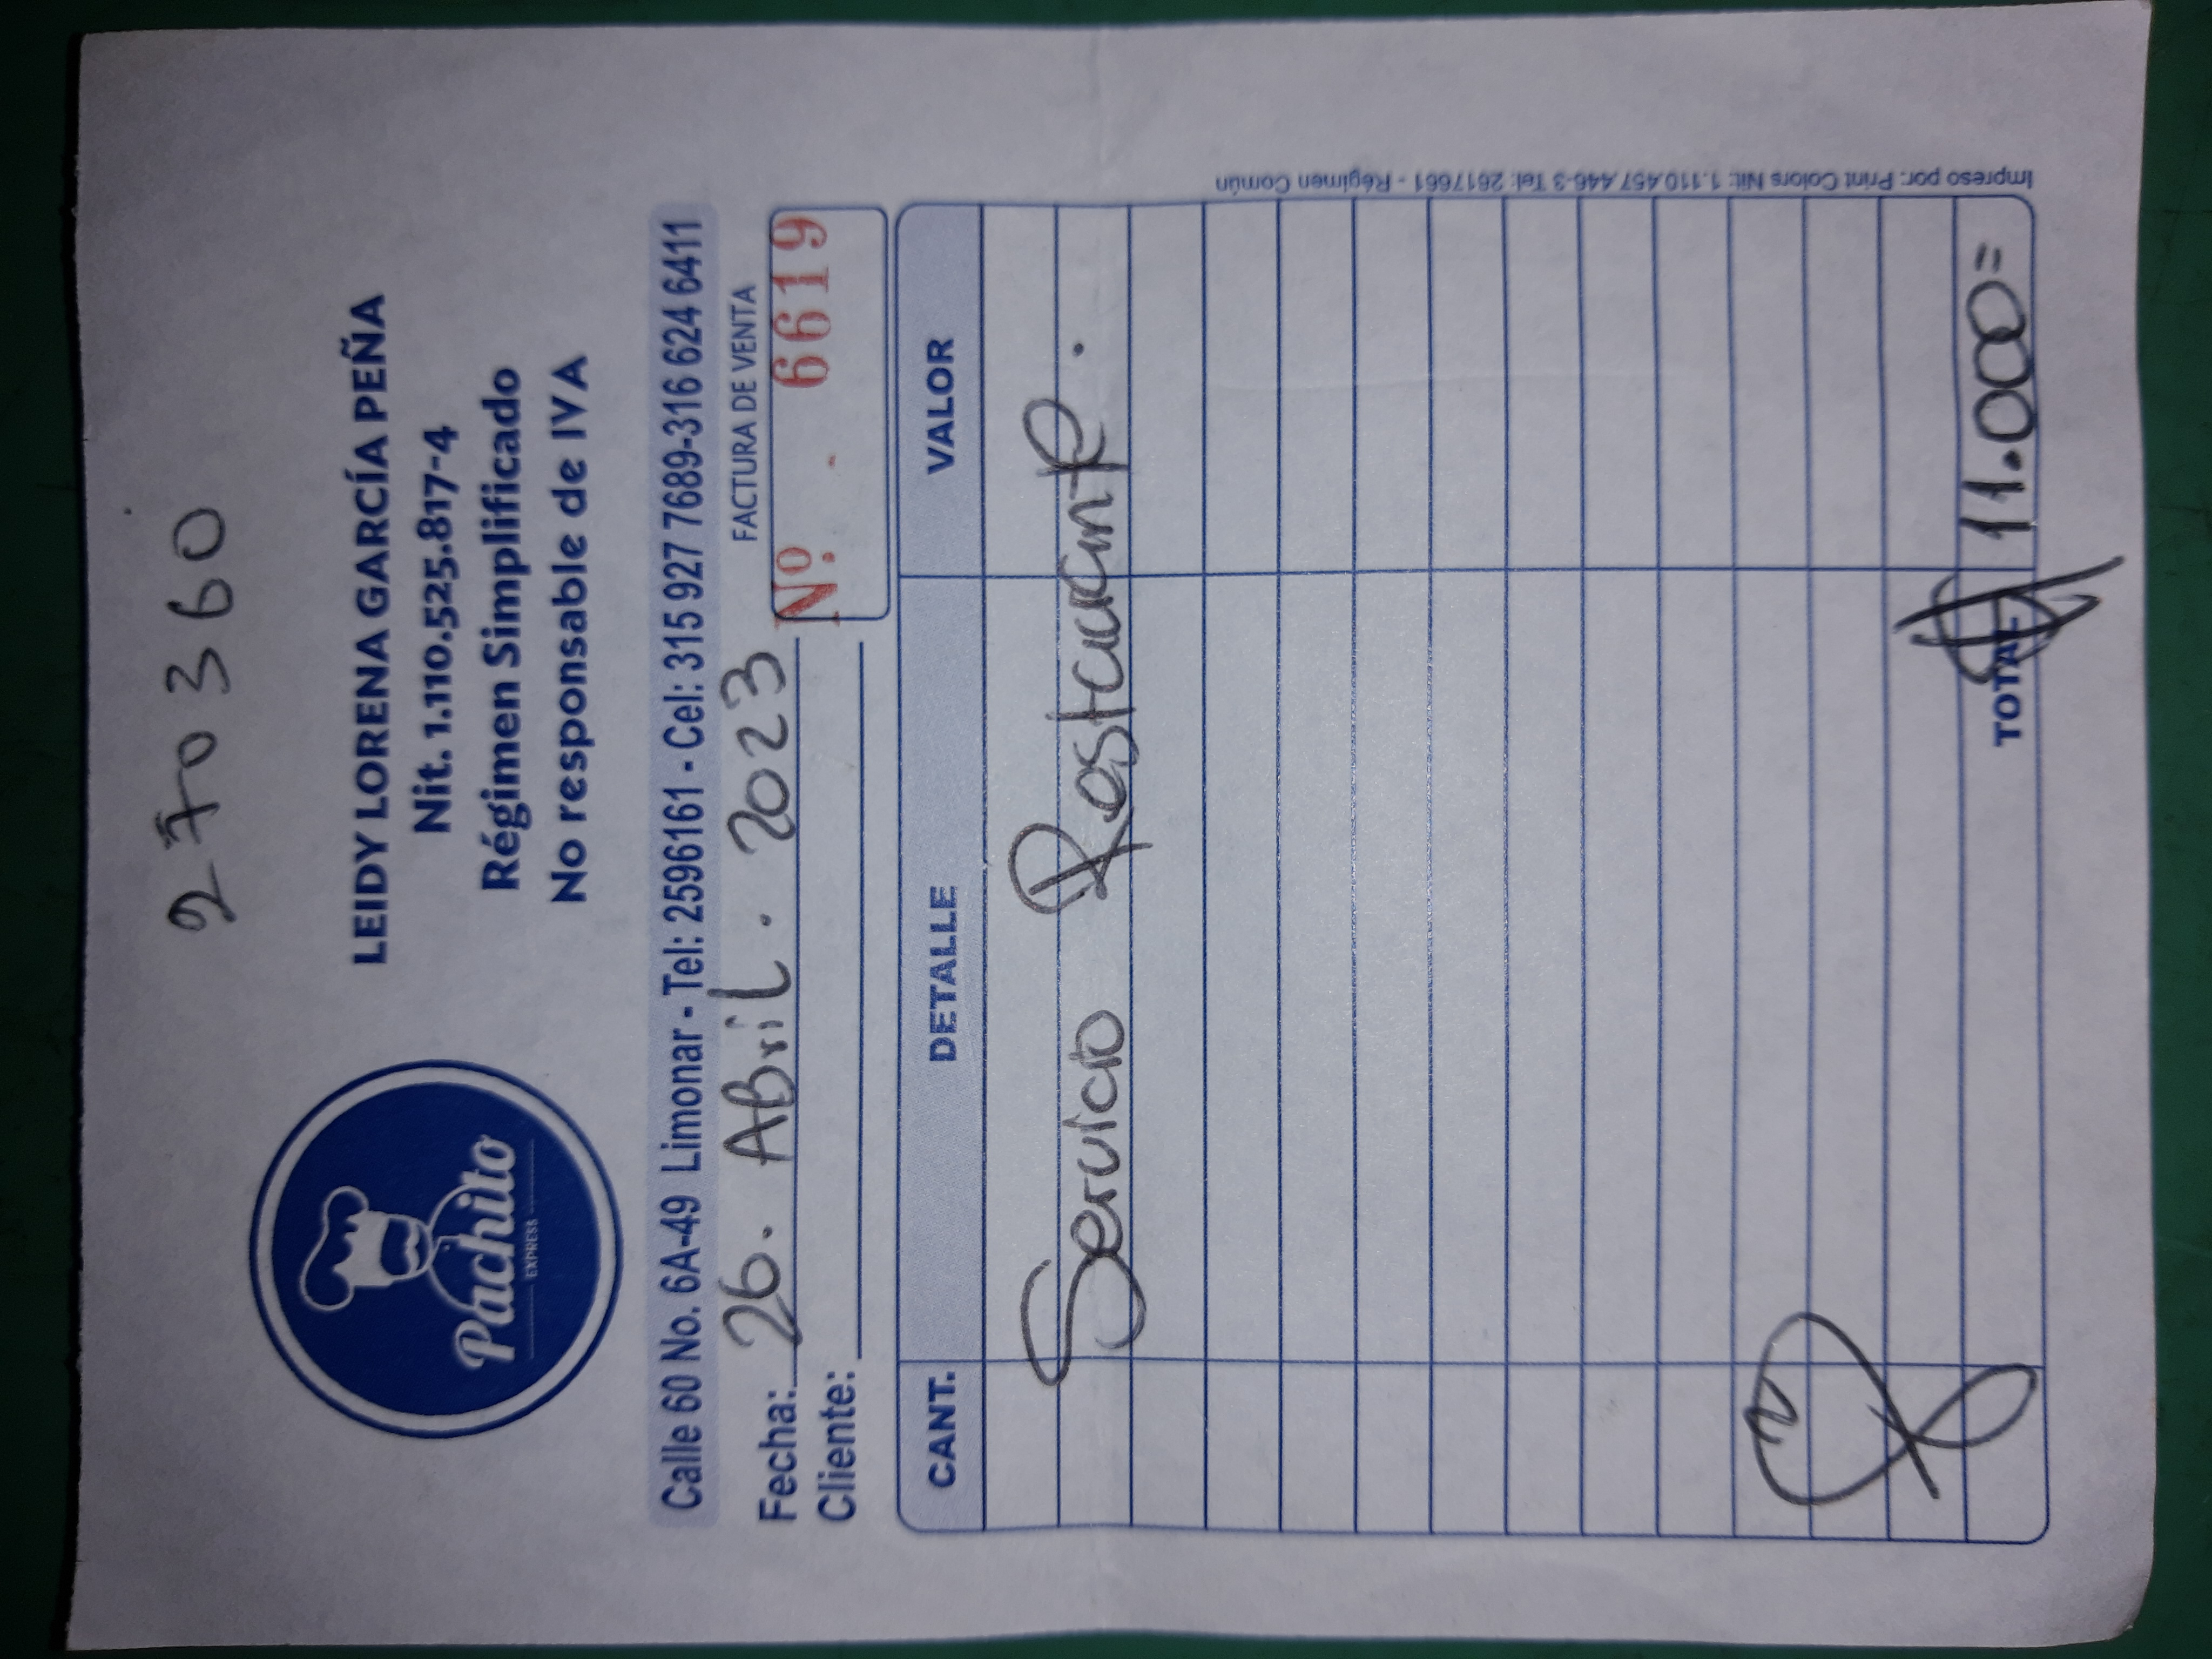 270360
Pachito
EXPRESS
LEIDY LORENA GARCÍA PEÑA
Nit. 1.110.525.817-4
Régimen Simplificado
No responsable de IVA
Calle 60 No. 6A-49 Limonar - Tel: 2596161 - Cel: 315 927 7689-316 624 6411
FACTURA DE VENTA
Fecha: 26. Abril. 2023
Nº. 6619
Cliente:
CANT. DETALLE VALOR
Servicio Restaurante.
TOTAL 11.000=
Impreso por: Print Colors Nit: 1.110.457.446-3 Tel: 2617661 - Régimen Común